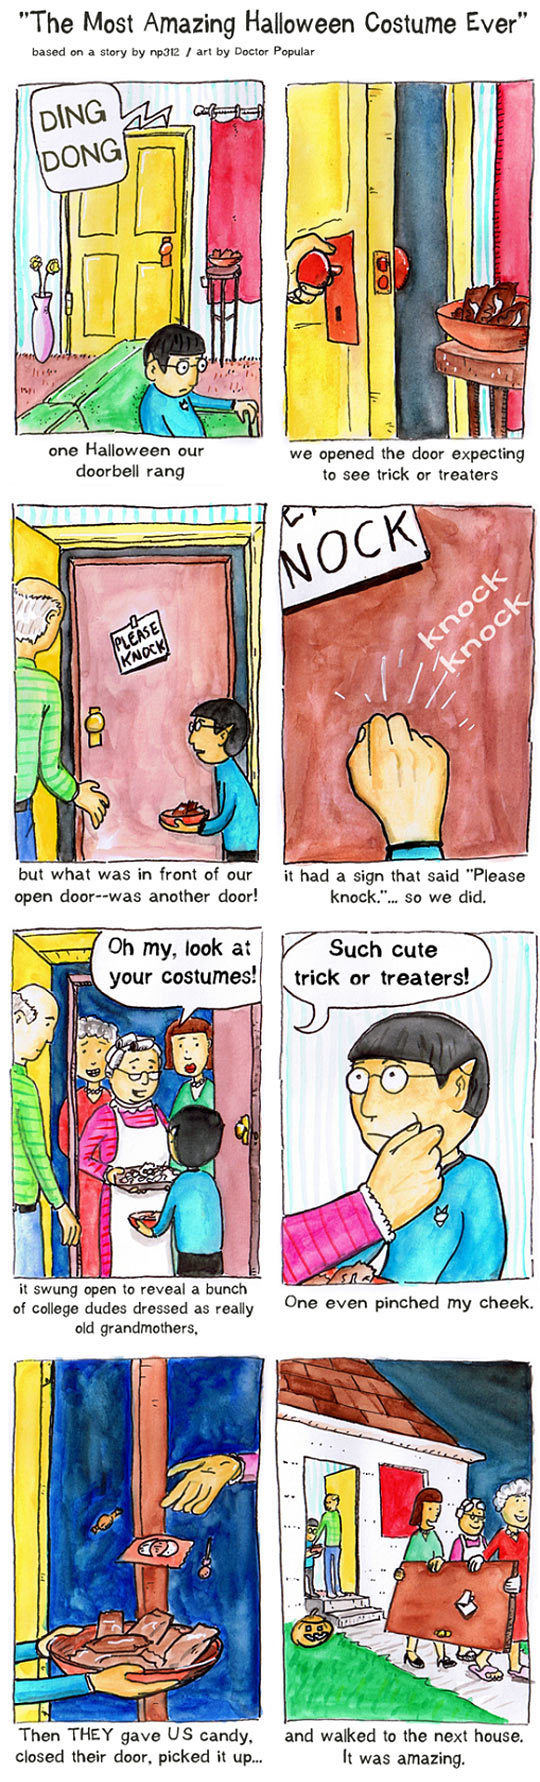 "The Most Amazing Halloween Costume Ever"
based on a story by np312 / art by Doctor Popular
DING
DONG
one Halloween our
doorbell rang
we opened the door expecting
to see trick or treaters
PLEASE
KNOCK
but what was in front of our
open door--was another door!
NOCK
knock
knock
it had a sign that said "Please
knock."... so we did.
Oh my, look at
your costumes!
it swung open to reveal a bunch
of college dudes dressed as really
old grandmothers,
Such cute
trick or treaters!
One even pinched my cheek.
Then THEY gave US candy,
closed their door, picked it up...
and walked to the next house.
It was amazing.